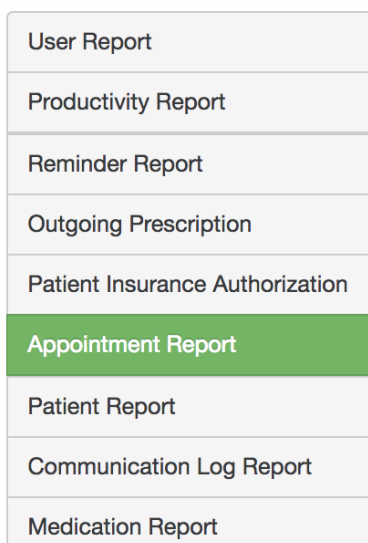 User Report
Productivity Report
Reminder Report
Outgoing Prescription
Patient Insurance Authorization
Appointment Report
Patient Report
Communication Log Report
Medication Report